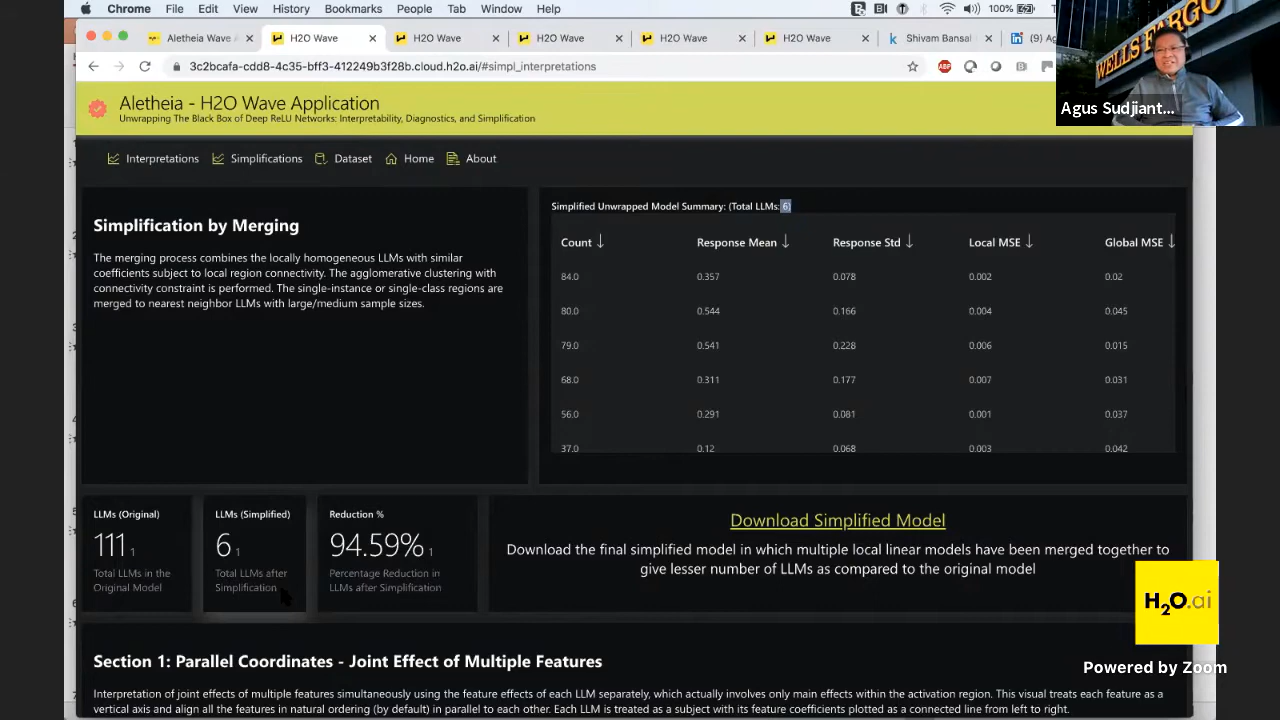 Chrome File Edit View History Bookmarks People Tab Window Help
100%
Aletheia Wave A
H2O Wave
H2O Wave
H2O Wave
H2O Wave
H2O Wave
Shivam Bansal
3c2bcafa-cdd8-4c35-bff3-412249b3f28b.cloud.h2o.ai/#simpl_interpretations
ABP
WELLS FARGO
Agus Sudjiant...
Aletheia - H2O Wave Application
Unwrapping The Black Box of Deep ReLU Networks: Interpretability, Diagnostics, and Simplification
Interpretations Simplifications Dataset Home About
Simplification by Merging
The merging process combines the locally homogeneous LLMs with similar
coefficients subject to local region connectivity. The agglomerative clustering with
connectivity constraint is performed. The single-instance or single-class regions are
merged to nearest neighbor LLMs with large/medium sample sizes.
Simplified Unwrapped Model Summary: (Total LLMs: 6)
Count Response Mean Response Std Local MSE Global MSE
84.0 0.357 0.078 0.002 0.02
80.0 0.544 0.166 0.004 0.045
79.0 0.541 0.228 0.006 0.015
68.0 0.311 0.177 0.007 0.031
56.0 0.291 0.081 0.001 0.037
37.0 0.12 0.068 0.003 0.042
LLMs (Original)
111 1
Total LLMs in the
Original Model
LLMs (Simplified)
6 1
Total LLMs after
Simplification
Reduction %
94.59% 1
Percentage Reduction in
LLMs after Simplification
Download Simplified Model
Download the final simplified model in which multiple local linear models have been merged together to
give lesser number of LLMs as compared to the original model
H2O.ai
Powered by Zoom
Section 1: Parallel Coordinates - Joint Effect of Multiple Features
Interpretation of joint effects of multiple features simultaneously using the feature effects of each LLM separately, which actually involves only main effects within the activation region. This visual treats each feature as a
vertical axis and align all the features in natural ordering (by default) in parallel to each other. Each LLM is treated as a subject with its feature coefficients plotted as a connected line from left to right.